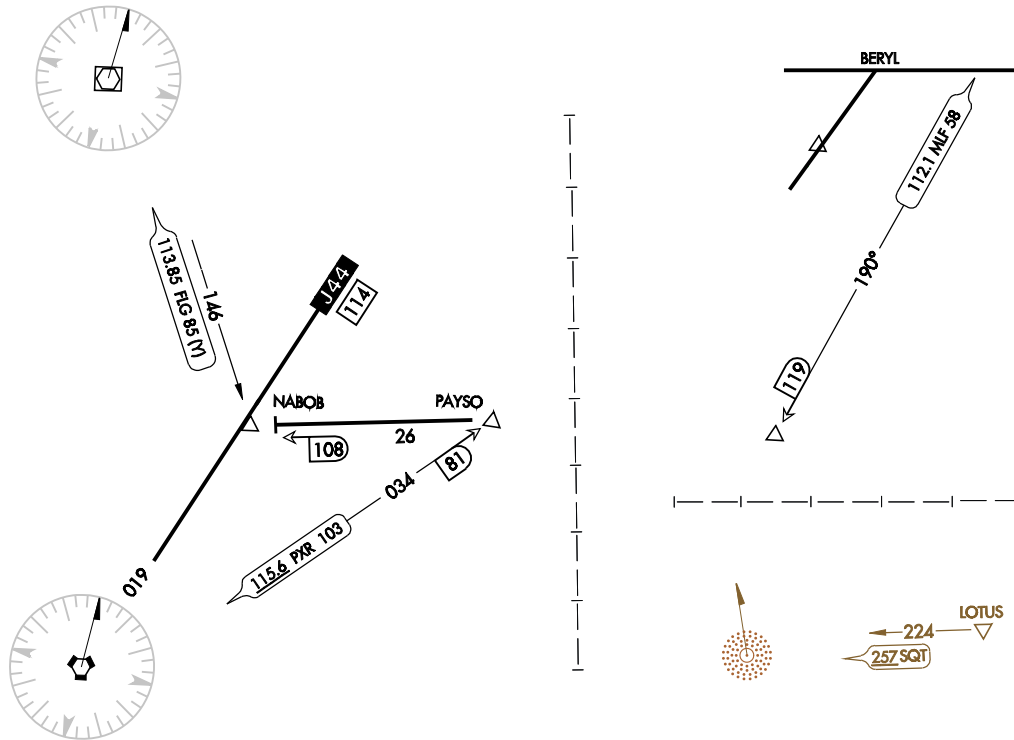 BERYL
112.1 MLF 58
190°
119
113.85 FLG 85 (Y)
146
J44
114
NABOB
PAYSO
26
108
81
034
115.6 PXR 103
019
LOTUS
224
257 SQT